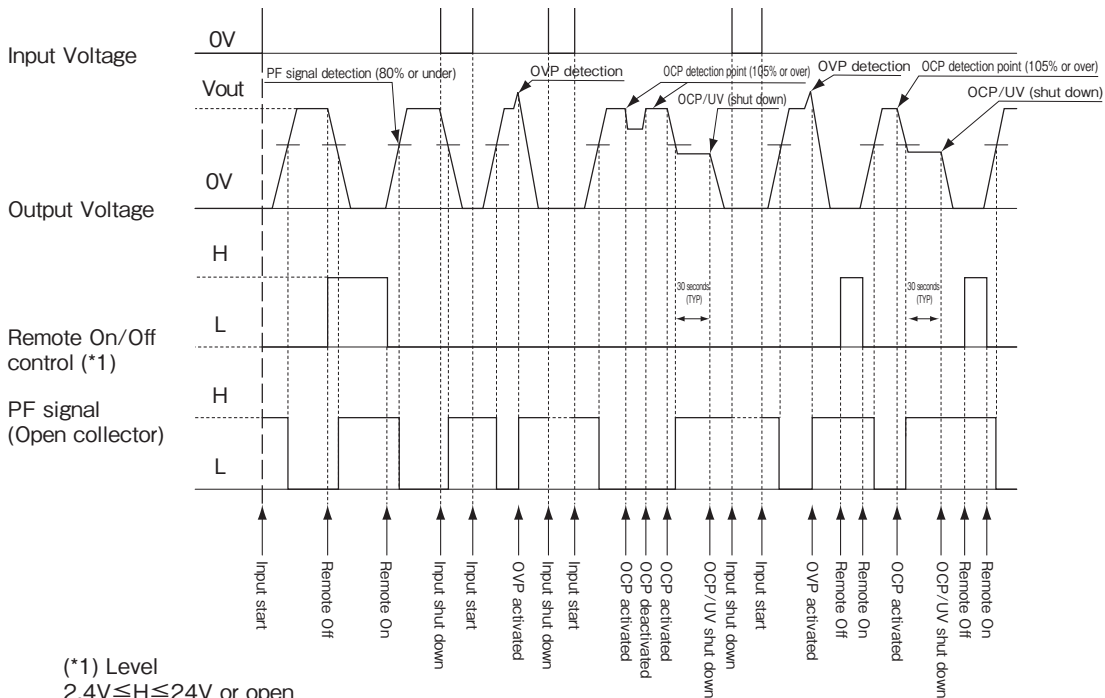 Input Voltage
0V
PF signal detection (80% or under)
OVP detection
OCP detection point (105% or over)
OVP detection
OCP detection point (105% or over)
Vout
OCP/UV (shut down)
OCP/UV (shut down)
0V
Output Voltage
H
30 seconds
(TYP)
30 seconds
(TYP)
L
Remote On/Off
control (*1)
H
PF signal
(Open collector)
L
Input start
Remote Off
Remote On
Input shut down
Input start
OVP activated
Input shut down
Input start
OCP activated
OCP deactivated
OCP activated
OCP/UV shut down
Input shut down
Input start
OVP activated
Remote Off
Remote On
OCP activated
OCP/UV shut down
Remote Off
Remote On
(*1) Level
2.4V≦H≦24V or open